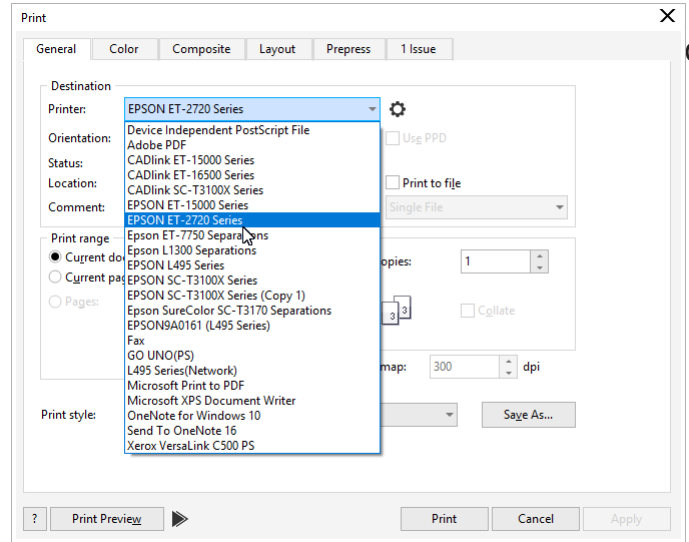 Print
General Color Composite Layout Prepress 1 Issue
Destination
Printer: EPSON ET-2720 Series
Orientation: Use PPD
Status:
Location: Print to file
Comment: Single File
Device Independent PostScript File
Adobe PDF
CADlink ET-15000 Series
CADlink ET-16500 Series
CADlink SC-T3100X Series
EPSON ET-15000 Series
EPSON ET-2720 Series
Epson ET-7750 Separations
Epson L1300 Separations
EPSON L495 Series
EPSON SC-T3100X Series
EPSON SC-T3100X Series (Copy 1)
Epson SureColor SC-T3170 Separations
EPSON9A0161 (L495 Series)
Fax
GO UNO(PS)
L495 Series(Network)
Microsoft Print to PDF
Microsoft XPS Document Writer
OneNote for Windows 10
Send To OneNote 16
Xerox VersaLink C500 PS
Print range
Current do
Current pag
Pages:
opies: 1
3 3 Collate
map: 300 dpi
Print style: Save As...
? Print Preview Print Cancel Apply